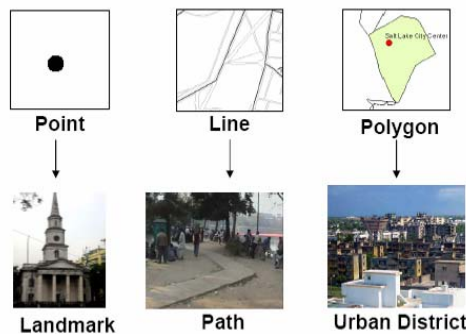 Salt Lake City Center
Point
Line
Polygon
Landmark
Path
Urban District